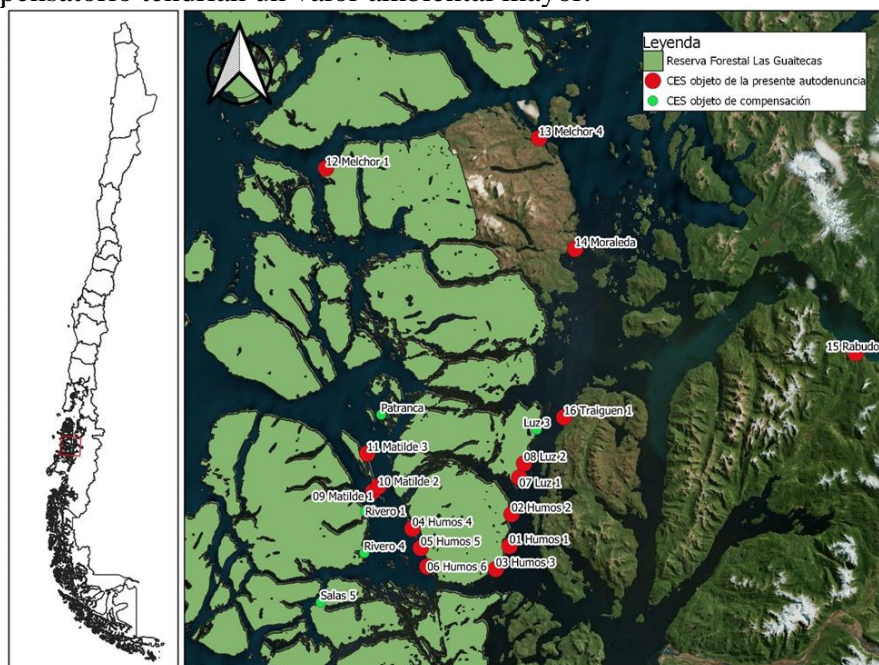 pensatorio tendrían un valor ambiental mayor.
Leyenda
Reserva Forestal Las Guaitecas
CES objeto de la presente autodenuncia
CES objeto de compensación
13 Melchor 4
12 Melchor 1
14 Moraleda
15 Rabudo
Patranca
16 Traiguen 1
Luz 3
11 Matilde 3
08 Luz 2
07 Luz 1
10 Matilde 2
09 Matilde 1
Rivero 1
02 Humos 2
04 Humos 4
05 Humos 5
01 Humos 1
Rivero 4
06 Humos 6
03 Humos 3
Salas 5